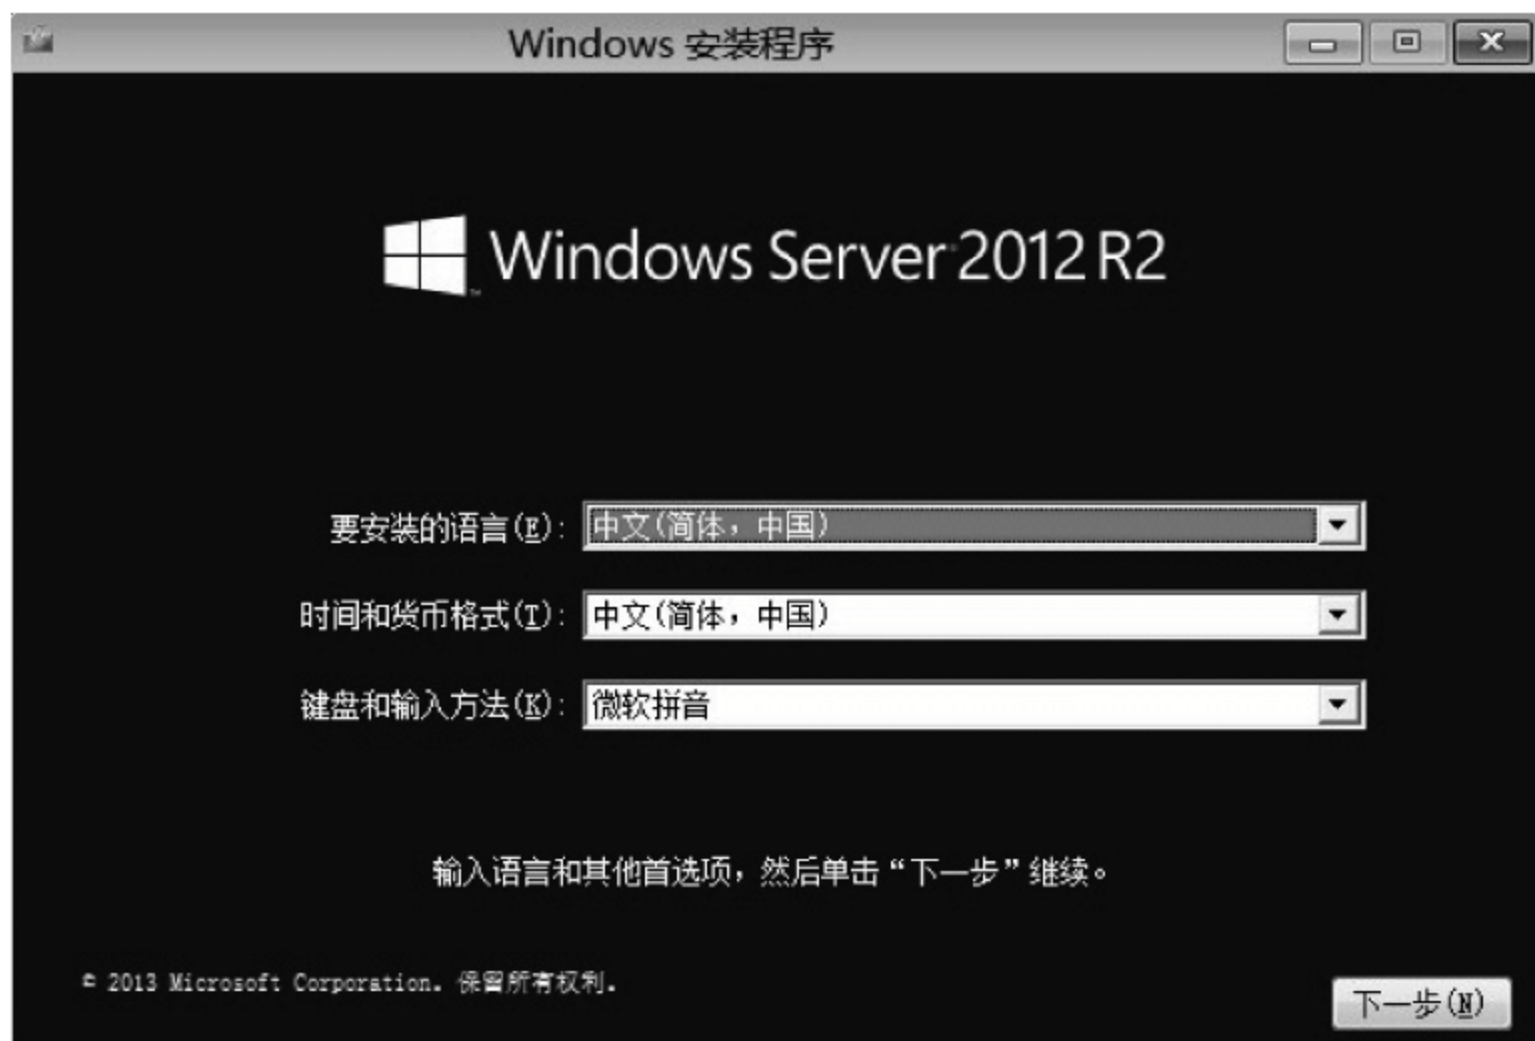 Windows 安装程序
Windows Server 2012 R2
要安装的语言(E): 中文(简体，中国)
时间和货币格式(T): 中文(简体，中国)
键盘和输入方法(K): 微软拼音
输入语言和其他首选项，然后单击“下一步”继续。
© 2013 Microsoft Corporation. 保留所有权利.
下一步(N)